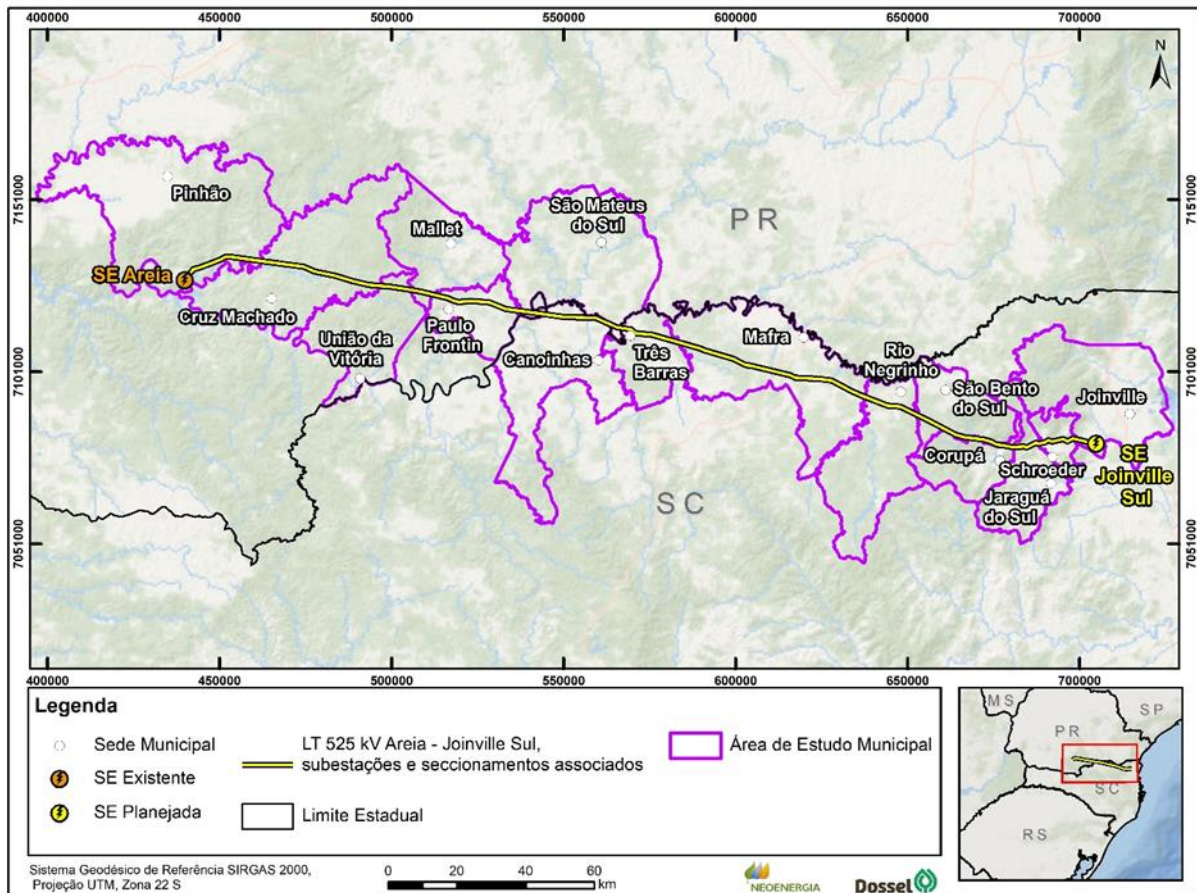 400000 450000 500000 550000 600000 650000 700000
N
7151000
7101000
7051000
7151000
7101000
7051000
Pinhão
Mallet
São Mateus
do Sul
PR
SE Areia
Cruz Machado
União da
Vitória
Paulo
Frontin
Canoinhas
Três
Barras
Mafra
Rio
Negrinho
São Bento
do Sul
Joinville
Corupá
Schroeder
Jaraguá
do Sul
SE
Joinville
Sul
SC
400000 450000 500000 550000 600000 650000 700000
Legenda
Sede Municipal
SE Existente
SE Planejada
LT 525 kV Areia - Joinville Sul,
subestações e seccionamentos associados
Limite Estadual
Área de Estudo Municipal
Sistema Geodésico de Referência SIRGAS 2000,
Projeção UTM, Zona 22 S
0 20 40 60
km
NEOENERGIA
Dossel
MS
SP
PR
SC
RS